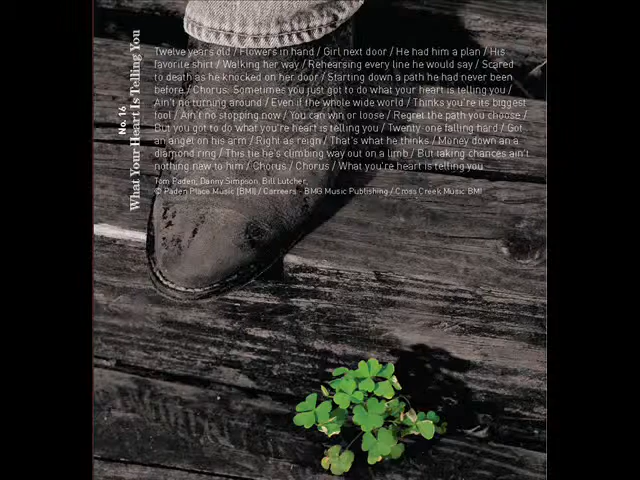 No. 16
What Your Heart Is Telling You
Twelve years old / Flowers in hand / Girl next door / He had him a plan / His
favorite shirt / Walking her way / Rehearsing every line he would say / Scared
to death as he knocked on her door / Starting down a path he had never been
before / Chorus: Sometimes you just got to do what your heart is telling you /
Ain't no turning around / Even if the whole wide world / Thinks you're its biggest
fool / Ain't no stopping now / You can win or loose / Regret the path you choose /
But you got to do what you're heart is telling you / Twenty-one falling hard / Got
an angel on his arm / Right as reign / That's what he thinks / Money down an a
diamond ring / This tie he's climbing way out on a limb / But taking chances ain't
nothing new to him / Chorus / Chorus / What you're heart is telling you
Tom Paden, Danny Simpson, Bill Lutcher,
© Paden Place Music [BMI] / Carreers - BMG Music Publishing / Cross Creek Music BMI